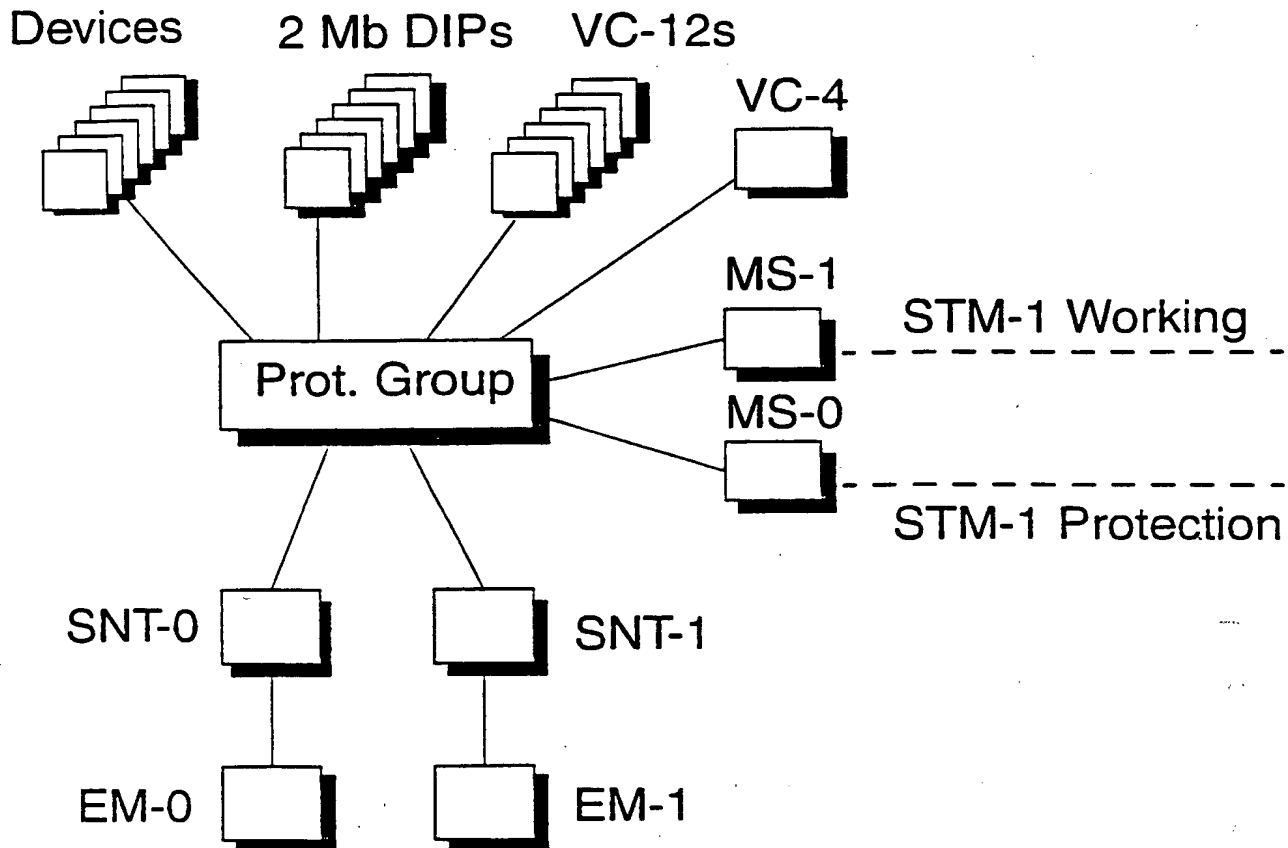 Devices
2 Mb DIPs
VC-12s
VC-4
MS-1
STM-1 Working
Prot. Group
MS-0
STM-1 Protection
SNT-0
SNT-1
EM-0
EM-1